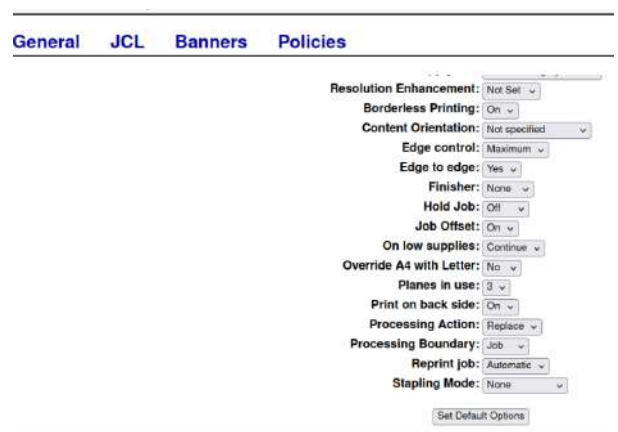 General JCL Banners Policies
Resolution Enhancement: Not Set
Borderless Printing: On
Content Orientation: Not specified
Edge control: Maximum
Edge to edge: Yes
Finisher: None
Hold Job: Off
Job Offset: On
On low supplies: Continue
Override A4 with Letter: No
Planes in use: 3
Print on back side: On
Processing Action: Replace
Processing Boundary: Job
Reprint job: Automatic
Stapling Mode: None
Set Default Options